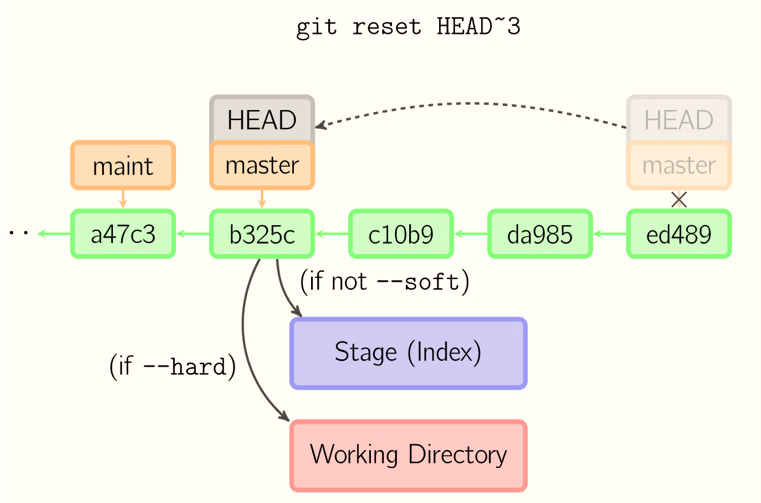 git reset HEAD~3
HEAD
HEAD
maint
master
master
..
a47c3
b325c
c10b9
da985
ed489
(if not --soft)
Stage (Index)
(if --hard)
Working Directory